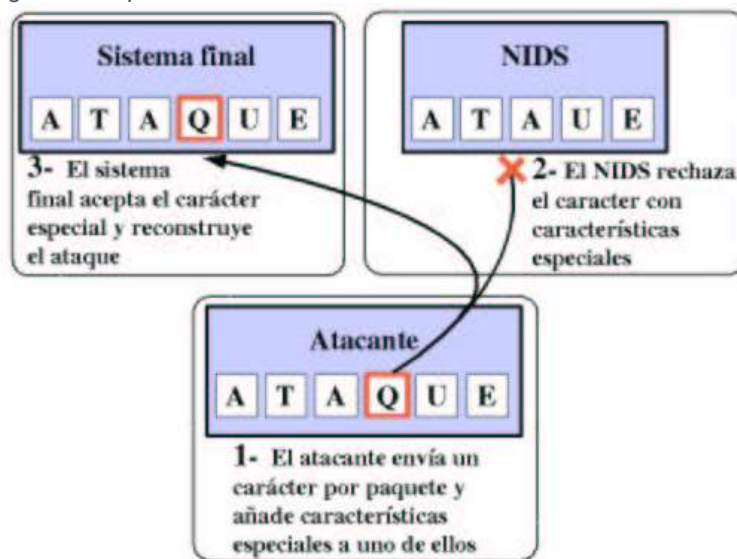 Sistema final
A T A Q U E
3- El sistema
final acepta el carácter
especial y reconstruye
el ataque
NIDS
A T A U E
2- El NIDS rechaza
el caracter con
características
especiales
Atacante
A T A Q U E
1- El atacante envía un
carácter por paquete y
añade características
especiales a uno de ellos